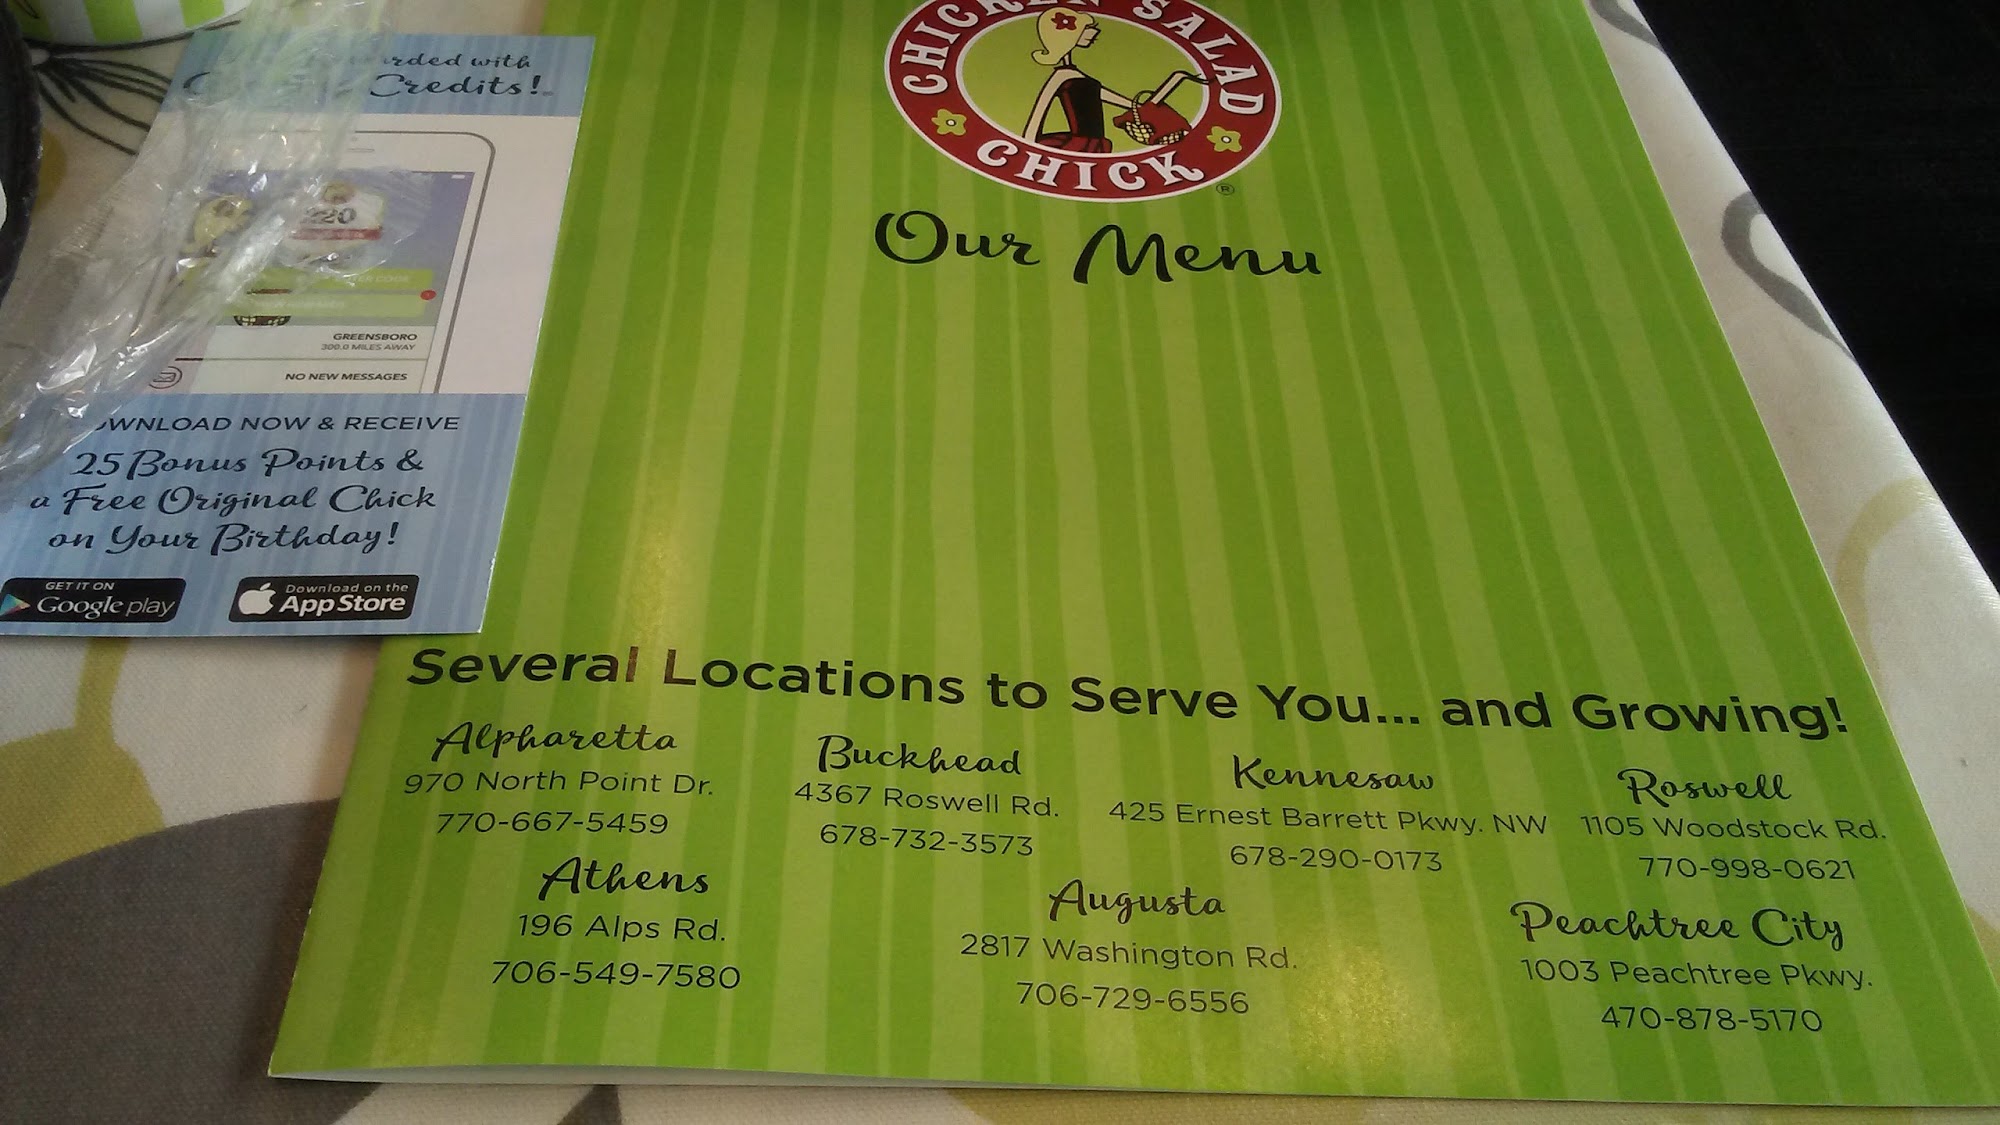 with
Credits!
220
GREENSBORO
300.0 MILES AWAY
NO NEW MESSAGES
NOW & RECEIVE
25 Bonus Points &
a Free Original Chick
on Your Birthday!
GET IT ON
Google play
Download on the
App Store
CHICKEN SALAD
CHICK
®
Our Menu
Several Locations to Serve You... and Growing!
Alpharetta
970 North Point Dr.
770-667-5459
Buckhead
4367 Roswell Rd.
678-732-3573
Kennesaw
425 Ernest Barrett Pkwy. NW
678-290-0173
Roswell
1105 Woodstock Rd.
770-998-0621
Athens
196 Alps Rd.
706-549-7580
Augusta
2817 Washington Rd.
706-729-6556
Peachtree City
1003 Peachtree Pkwy.
470-878-5170